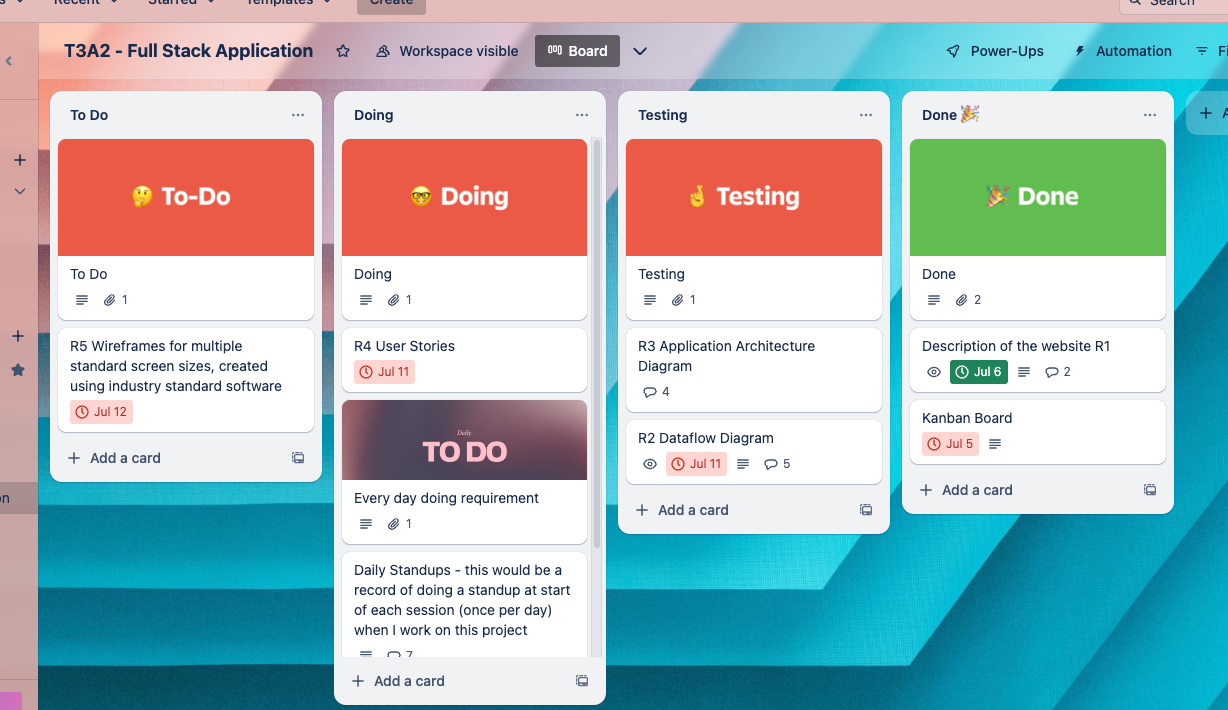 Recent
Starred
Templates
Create
Search
T3A2 - Full Stack Application
Workspace visible
Board
Power-Ups
Automation
To Do
🤔 To-Do
To Do
1
R5 Wireframes for multiple
standard screen sizes, created
using industry standard software
Jul 12
Add a card
Doing
🤓 Doing
Doing
1
R4 User Stories
Jul 11
Daily
TO DO
Every day doing requirement
1
Daily Standups - this would be a
record of doing a standup at start
of each session (once per day)
when I work on this project
7
Add a card
Testing
🤞 Testing
Testing
1
R3 Application Architecture
Diagram
4
R2 Dataflow Diagram
Jul 11
5
Add a card
Done 🎉
🎉 Done
Done
2
Description of the website R1
Jul 6
2
Kanban Board
Jul 5
Add a card